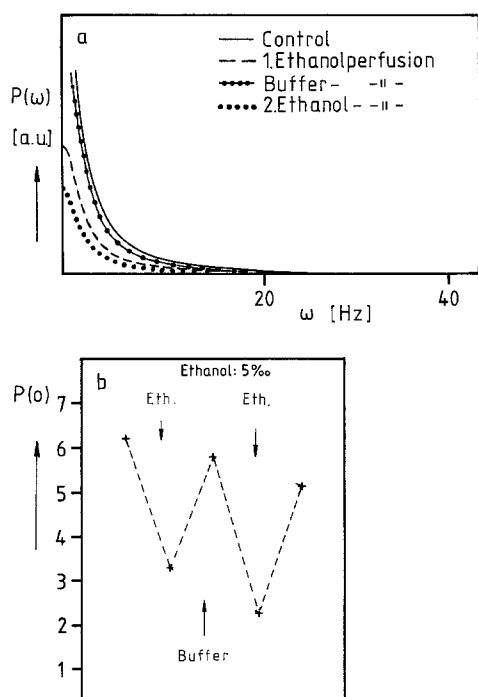 a
Control
1.Ethanolperfusion
Buffer- -"-
2.Ethanol- -"-
P(ω)
[a.u.]
20
40
ω [Hz]
b
Ethanol: 5‰
P(o)
Eth.
Eth.
7
6
5
4
3
2
1
Buffer